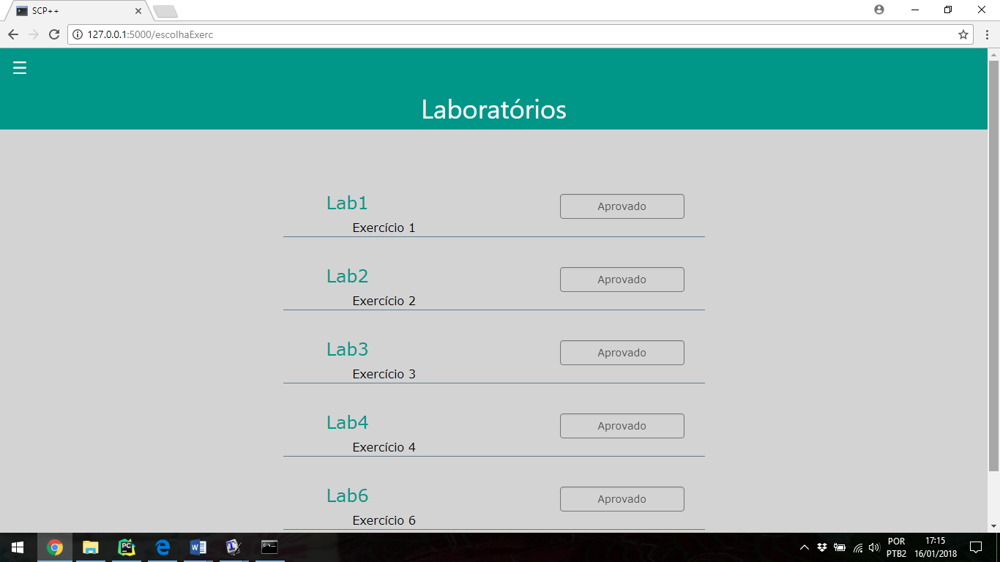 SCP++
127.0.0.1:5000/escolhaExerc
Laboratórios
Lab1
Aprovado
Exercício 1
Lab2
Aprovado
Exercício 2
Lab3
Aprovado
Exercício 3
Lab4
Aprovado
Exercício 4
Lab6
Aprovado
Exercício 6
POR
PTB2
17:15
16/01/2018